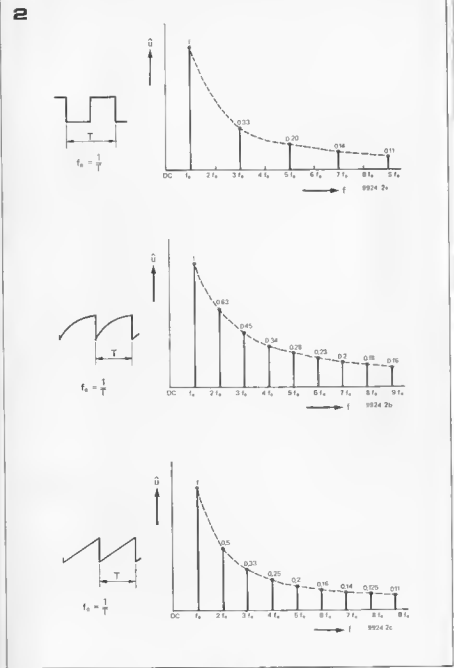 2
û
1
0,33
0,20
0,14
0,11
T
f₀ = 1/T
DC f₀ 2 f₀ 3 f₀ 4 f₀ 5 f₀ 6 f₀ 7 f₀ 8 f₀ 9 f₀
f 9924 2a
û
1
0,63
0,45
0,34
0,28
0,23
0,2
0,18
0,16
T
f₀ = 1/T
DC f₀ 2 f₀ 3 f₀ 4 f₀ 5 f₀ 6 f₀ 7 f₀ 8 f₀ 9 f₀
f 9924 2b
û
1
0,5
0,33
0,25
0,2
0,16
0,14
0,125
0,11
T
f₀ = 1/T
DC f₀ 2 f₀ 3 f₀ 4 f₀ 5 f₀ 6 f₀ 7 f₀ 8 f₀
f 9924 2c